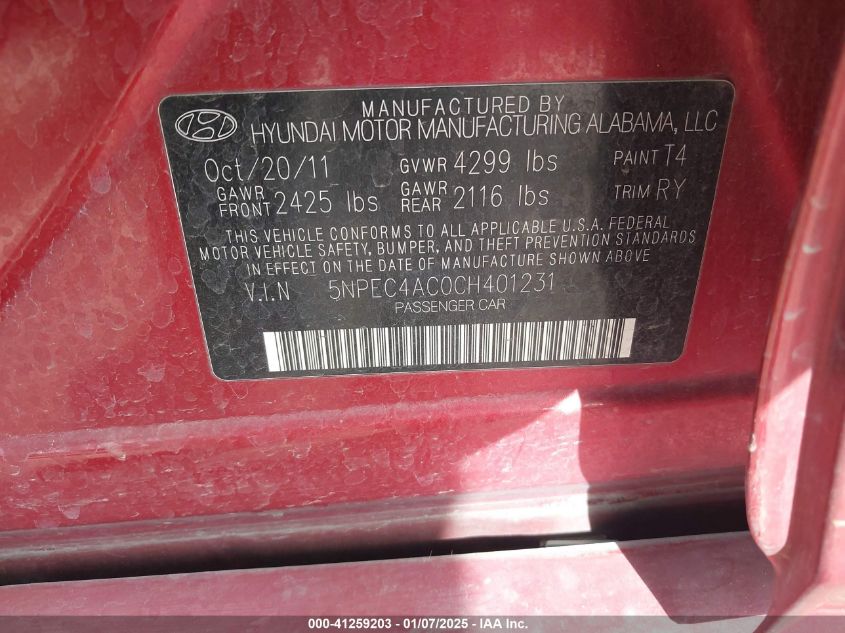 MANUFACTURED BY
HYUNDAI MOTOR MANUFACTURING ALABAMA, LLC
Oct/20/11 GVWR 4299 lbs PAINT T4
GAWR FRONT 2425 lbs GAWR REAR 2116 lbs TRIM RY
THIS VEHICLE CONFORMS TO ALL APPLICABLE U.S.A. FEDERAL
MOTOR VEHICLE SAFETY, BUMPER, AND THEFT PREVENTION STANDARDS
IN EFFECT ON THE DATE OF MANUFACTURE SHOWN ABOVE
V.I.N 5NPEC4AC0CH401231
PASSENGER CAR
000-41259203 - 01/07/2025 - IAA Inc.